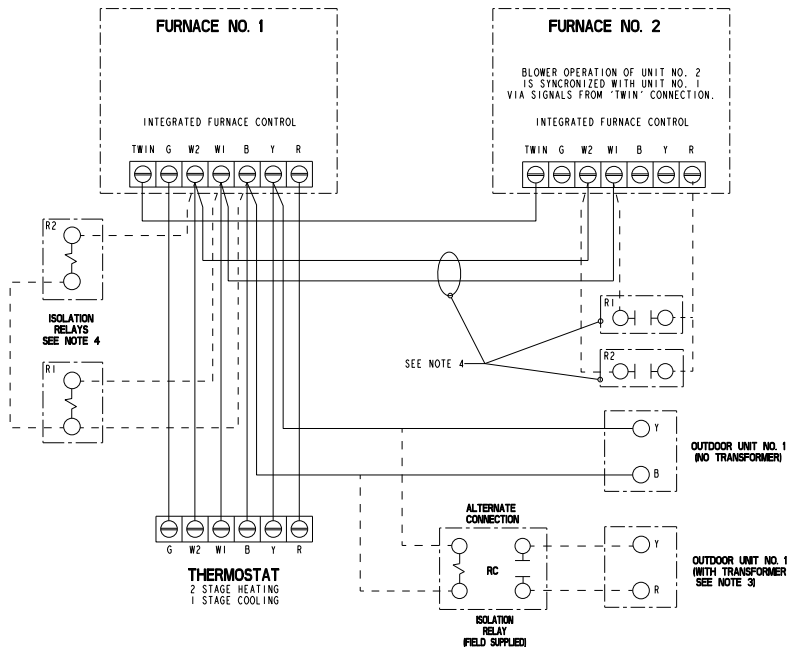 FURNACE NO. 1
FURNACE NO. 2
BLOWER OPERATION OF UNIT NO. 2
IS SYNCRONIZED WITH UNIT NO. 1
VIA SIGNALS FROM 'TWIN' CONNECTION.
INTEGRATED FURNACE CONTROL
INTEGRATED FURNACE CONTROL
TWIN G W2 W1 B Y R
TWIN G W2 W1 B Y R
R2
ISOLATION
RELAYS
SEE NOTE 4
R1
R1
R2
SEE NOTE 4
Y
B
OUTDOOR UNIT NO. 1
(NO TRANSFORMER)
G W2 W1 B Y R
THERMOSTAT
2 STAGE HEATING
1 STAGE COOLING
ALTERNATE
CONNECTION
RC
ISOLATION
RELAY
(FIELD SUPPLIED)
Y
R
OUTDOOR UNIT NO. 1
(WITH TRANSFORMER
SEE NOTE 3)